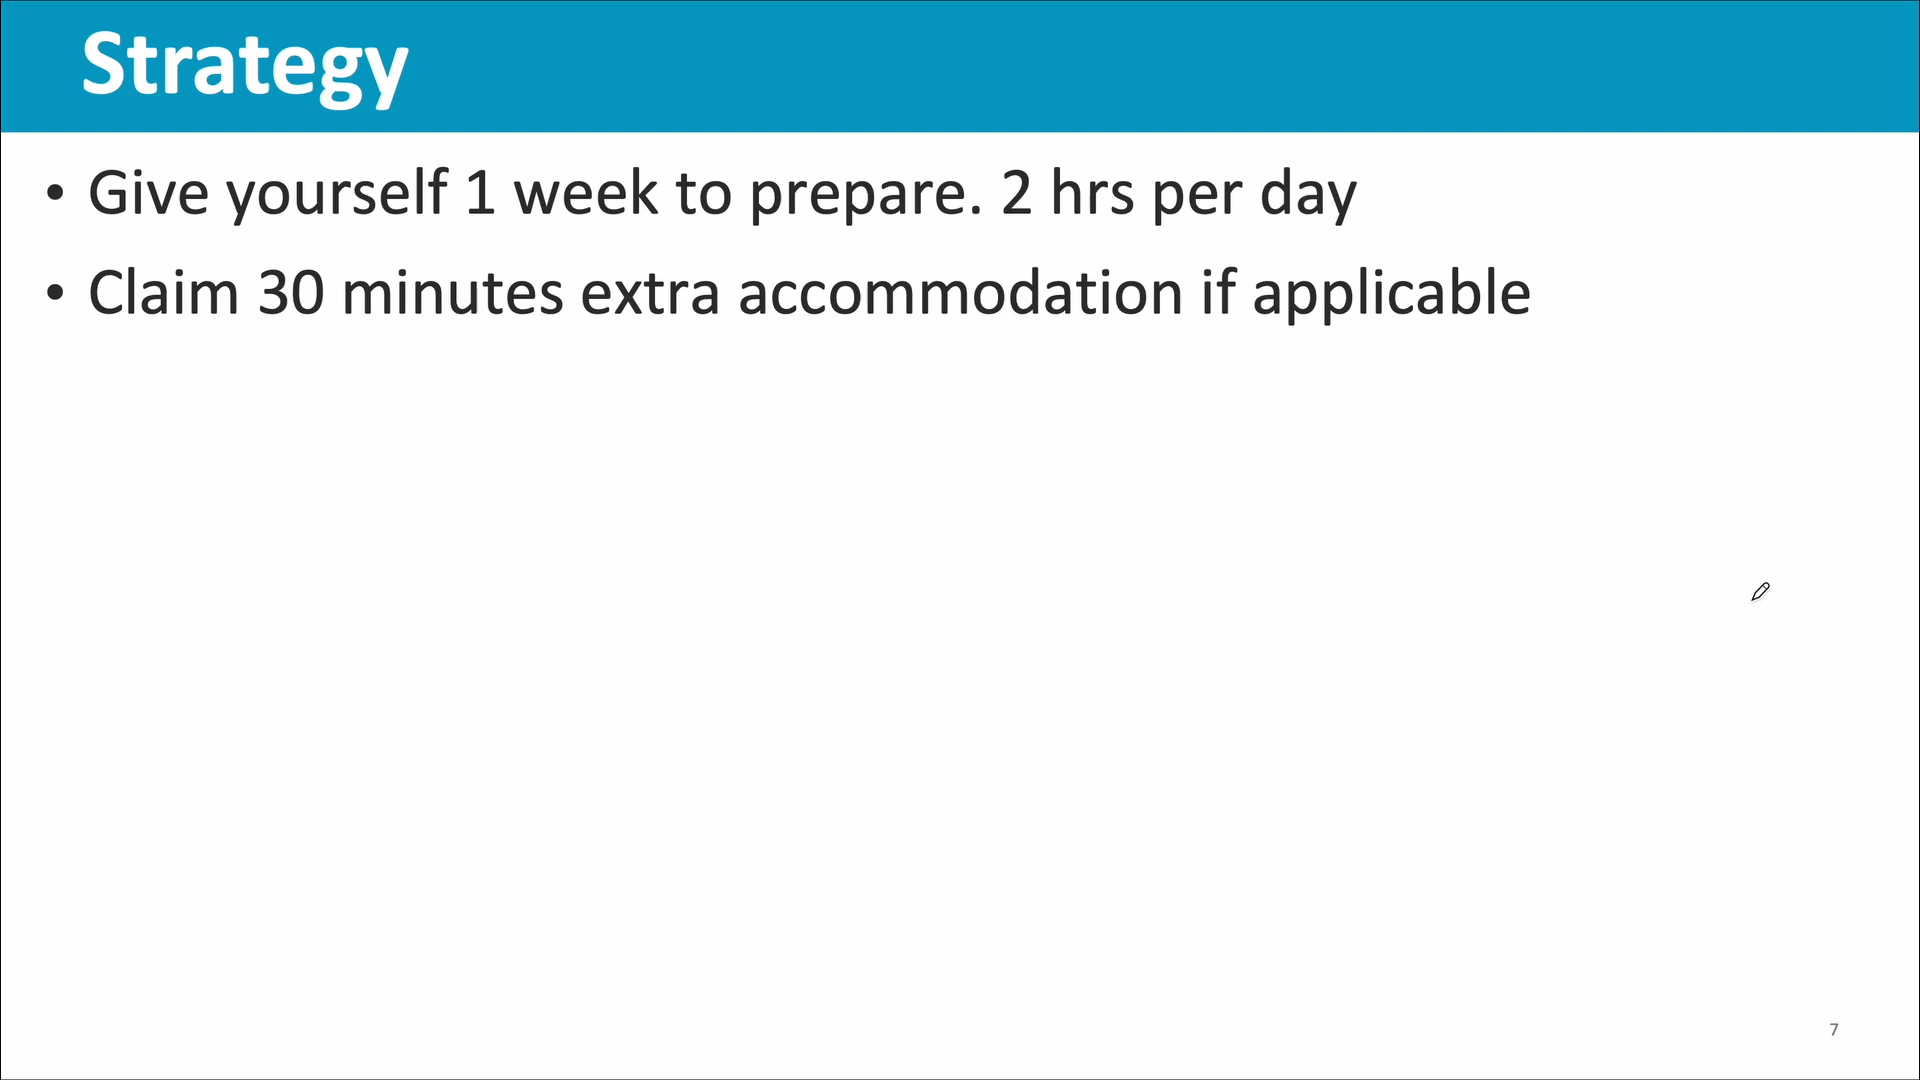 Strategy
• Give yourself 1 week to prepare. 2 hrs per day
• Claim 30 minutes extra accommodation if applicable
7